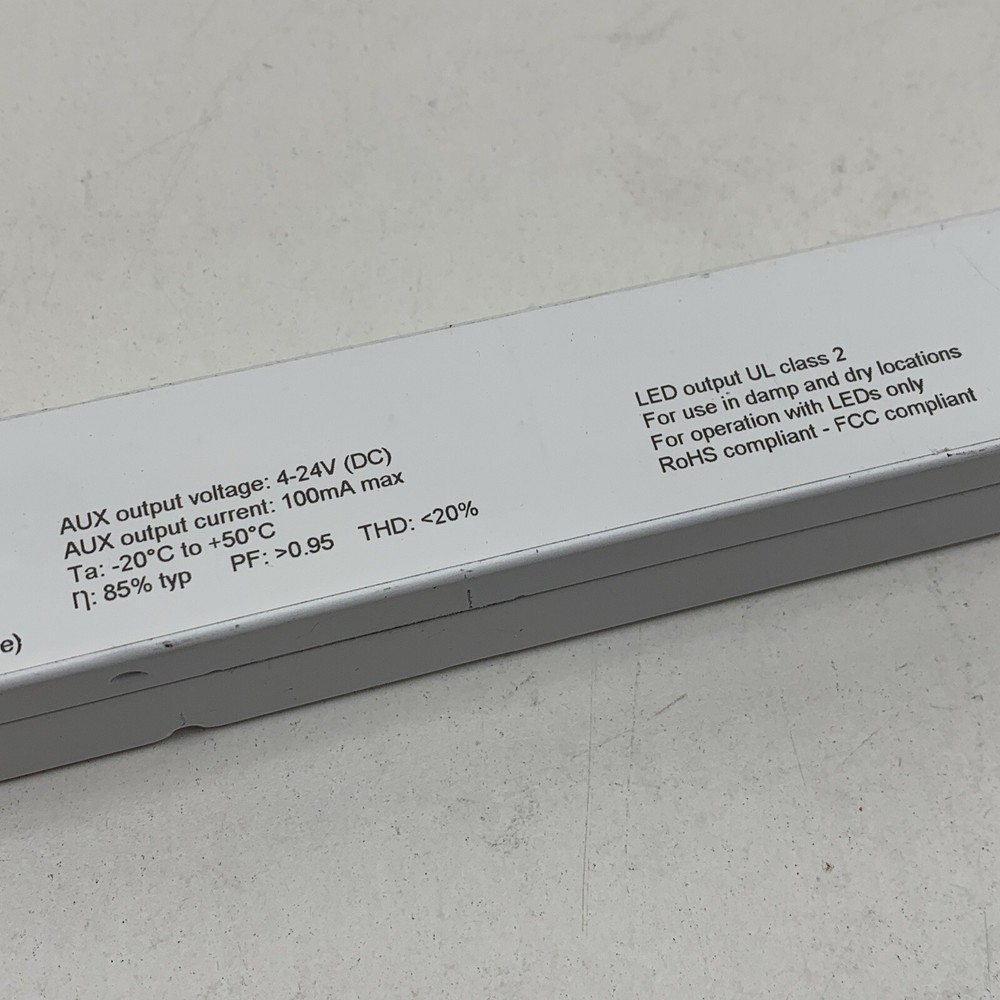 AUX output voltage: 4-24V (DC)
AUX output current: 100mA max
Ta: -20°C to +50°C
η: 85% typ PF: >0.95 THD: <20%
e)
LED output UL class 2
For use in damp and dry locations
For operation with LEDs only
RoHS compliant - FCC compliant